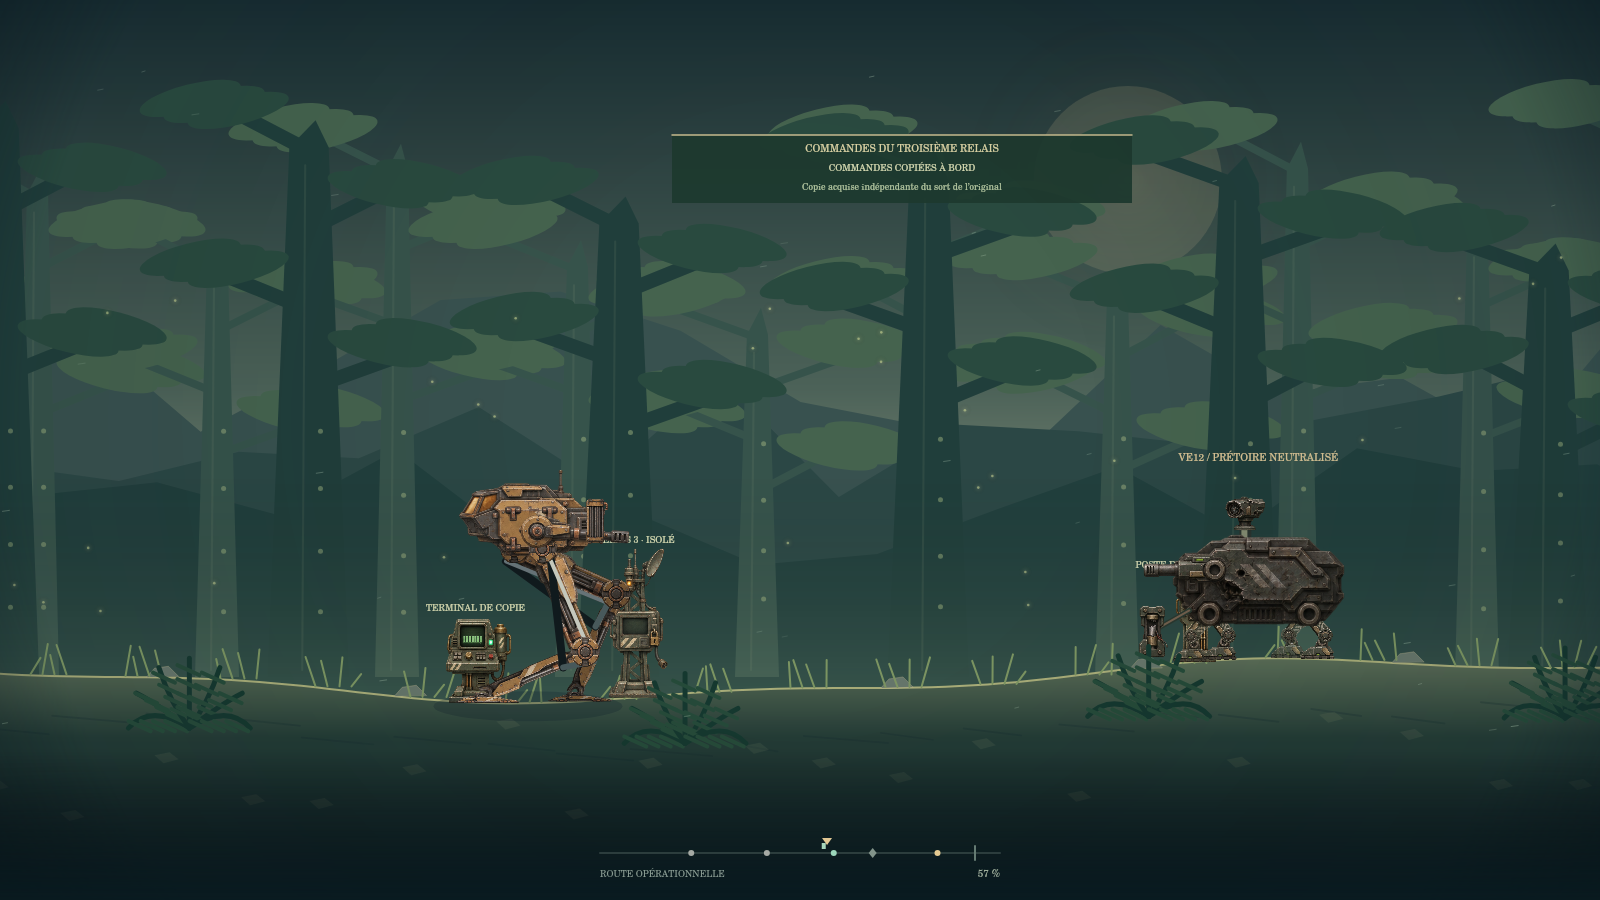 COMMANDES DU TROISIÈME RELAIS
COMMANDES COPIÉES À BORD
Copie acquise indépendante du sort de l'original
VE12 / PRÉTOIRE NEUTRALISÉ
3 · ISOLÉ
TERMINAL DE COPIE
ROUTE OPÉRATIONNELLE
57 %